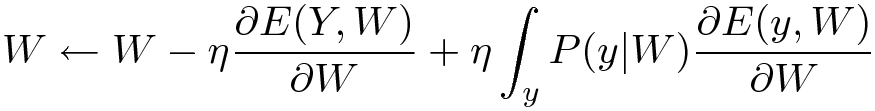 W ← W − η ∂E(Y, W)/∂W + η ∫_y P(y|W) ∂E(y, W)/∂W